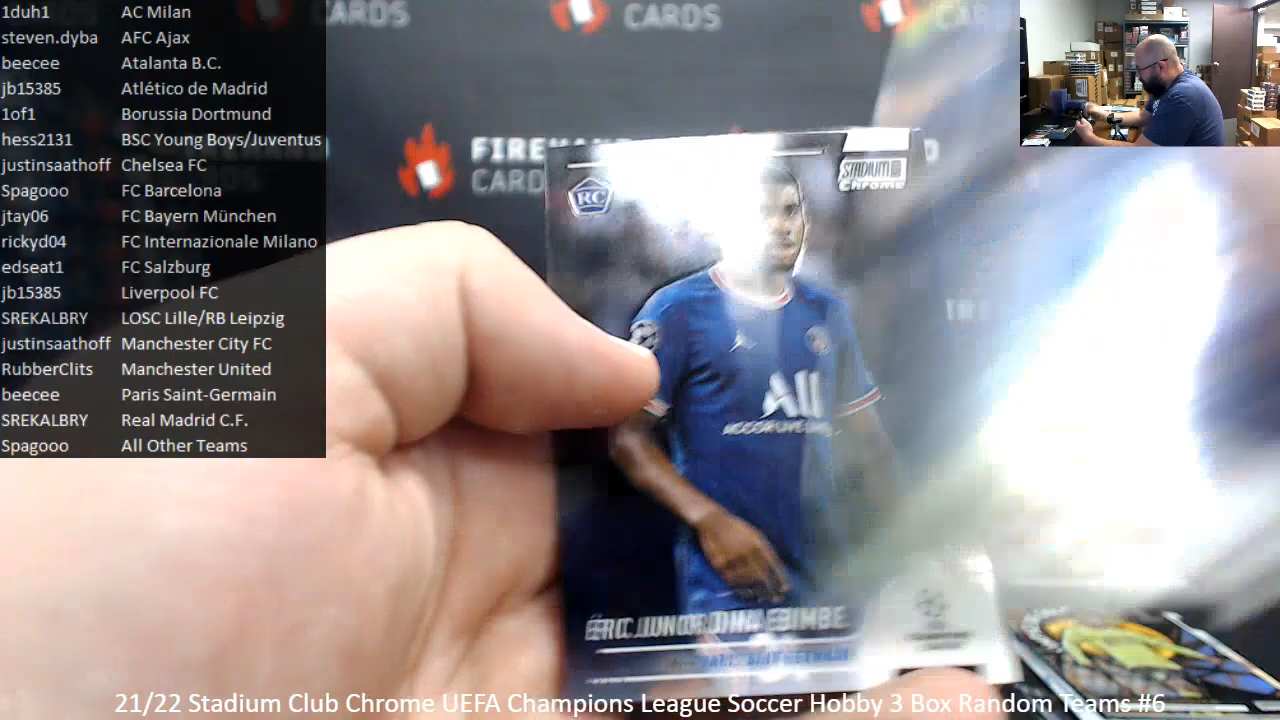 1duh1 AC Milan
steven.dyba AFC Ajax
beecee Atalanta B.C.
jb15385 Atlético de Madrid
1of1 Borussia Dortmund
hess2131 BSC Young Boys/Juventus
justinsaathoff Chelsea FC
Spagooo FC Barcelona
jtay06 FC Bayern München
rickyd04 FC Internazionale Milano
edseat1 FC Salzburg
jb15385 Liverpool FC
SREKALBRY LOSC Lille/RB Leipzig
justinsaathoff Manchester City FC
RubberClits Manchester United
beecee Paris Saint-Germain
SREKALBRY Real Madrid C.F.
Spagooo All Other Teams
CARDS
CARDS
STADIUM
Chrome
RC
All
21/22 Stadium Club Chrome UEFA Champions League Soccer Hobby 3 Box Random Teams #6